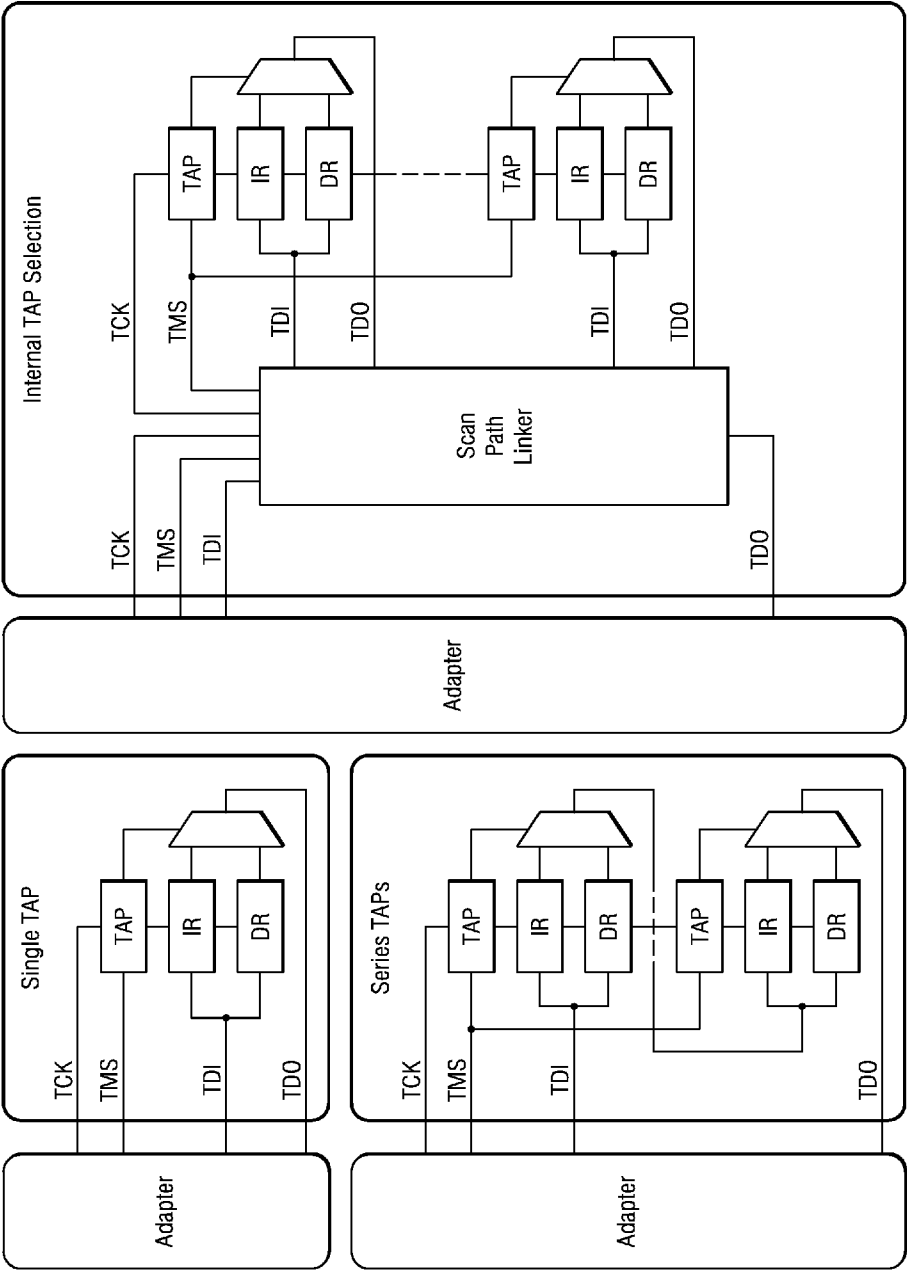 Single TAP
TCK
TMS
TDI
TDO
TAP
IR
DR
Adapter
Series TAPs
TCK
TMS
TDI
TDO
TAP
IR
DR
TAP
IR
DR
Adapter
Internal TAP Selection
TCK
TMS
TDI
TDO
TCK
TMS
TDI
TDO
TDI
TDO
TAP
IR
DR
TAP
IR
DR
Scan
Path
Linker
Adapter